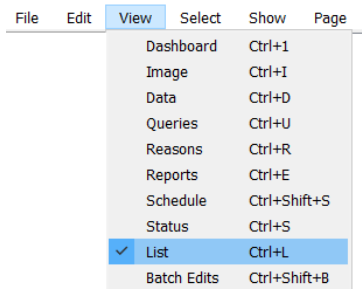 File Edit View Select Show Page
Dashboard Ctrl+1
Image Ctrl+I
Data Ctrl+D
Queries Ctrl+U
Reasons Ctrl+R
Reports Ctrl+E
Schedule Ctrl+Shift+S
Status Ctrl+S
List Ctrl+L
Batch Edits Ctrl+Shift+B